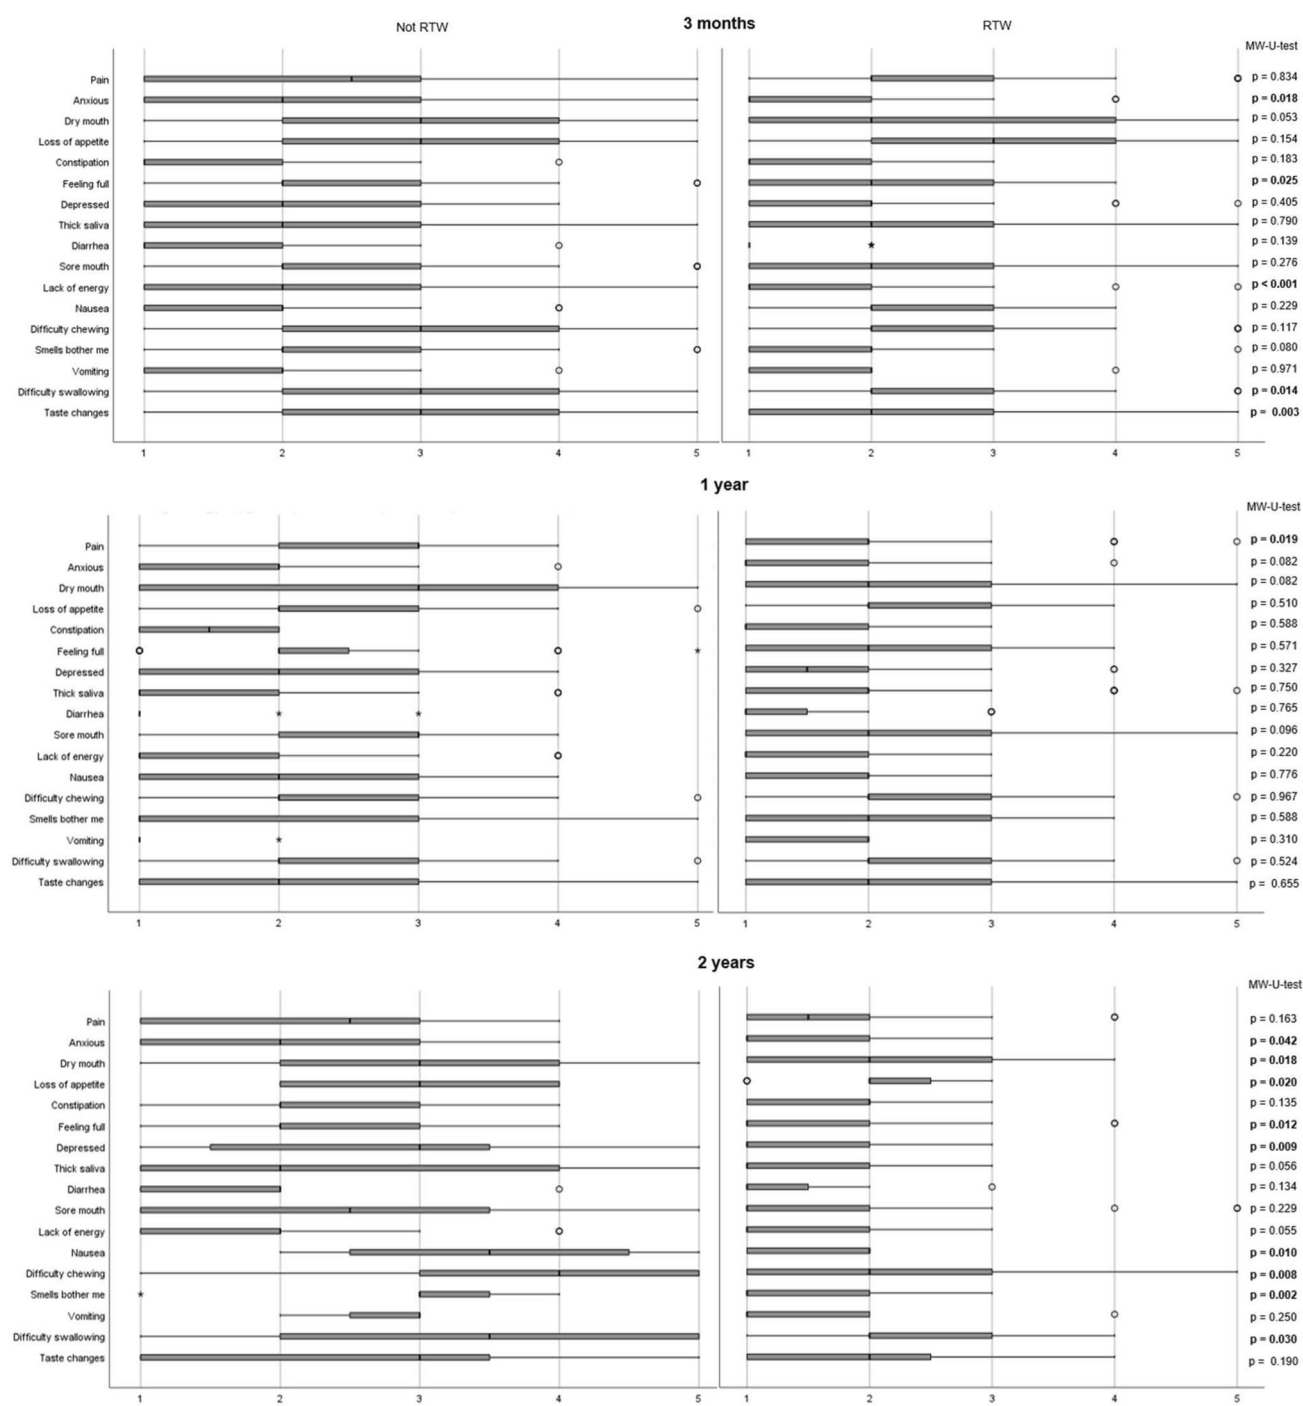 3 months
Not RTW
RTW
MW-U-test
Pain p = 0.834
Anxious p = 0.018
Dry mouth p = 0.053
Loss of appetite p = 0.154
Constipation p = 0.183
Feeling full p = 0.025
Depressed p = 0.405
Thick saliva p = 0.790
Diarrhea p = 0.139
Sore mouth p = 0.276
Lack of energy p < 0.001
Nausea p = 0.229
Difficulty chewing p = 0.117
Smells bother me p = 0.080
Vomiting p = 0.971
Difficulty swallowing p = 0.014
Taste changes p = 0.003
1 2 3 4 5 1 2 3 4 5
1 year
MW-U-test
Pain p = 0.019
Anxious p = 0.082
Dry mouth p = 0.082
Loss of appetite p = 0.510
Constipation p = 0.588
Feeling full p = 0.571
Depressed p = 0.327
Thick saliva p = 0.750
Diarrhea p = 0.765
Sore mouth p = 0.096
Lack of energy p = 0.220
Nausea p = 0.776
Difficulty chewing p = 0.967
Smells bother me p = 0.588
Vomiting p = 0.310
Difficulty swallowing p = 0.524
Taste changes p = 0.655
1 2 3 4 5 1 2 3 4 5
2 years
MW-U-test
Pain p = 0.163
Anxious p = 0.042
Dry mouth p = 0.018
Loss of appetite p = 0.020
Constipation p = 0.135
Feeling full p = 0.012
Depressed p = 0.009
Thick saliva p = 0.056
Diarrhea p = 0.134
Sore mouth p = 0.229
Lack of energy p = 0.055
Nausea p = 0.010
Difficulty chewing p = 0.008
Smells bother me p = 0.002
Vomiting p = 0.250
Difficulty swallowing p = 0.030
Taste changes p = 0.190
1 2 3 4 5 1 2 3 4 5